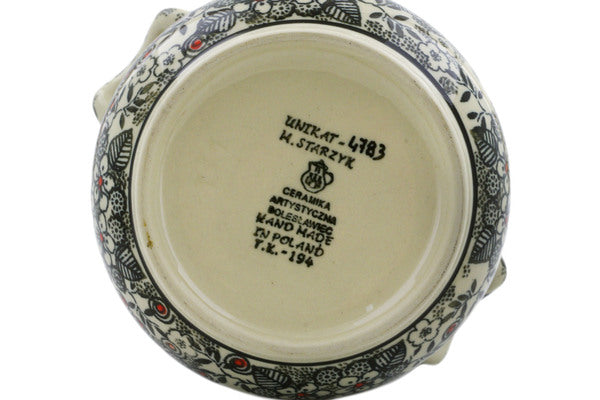 UNIKAT-4783
M. STARZYK
CERAMIKA
ARTYSTYCZNA
BOLESŁAWIEC
HAND MADE
IN POLAND
T.K.-194